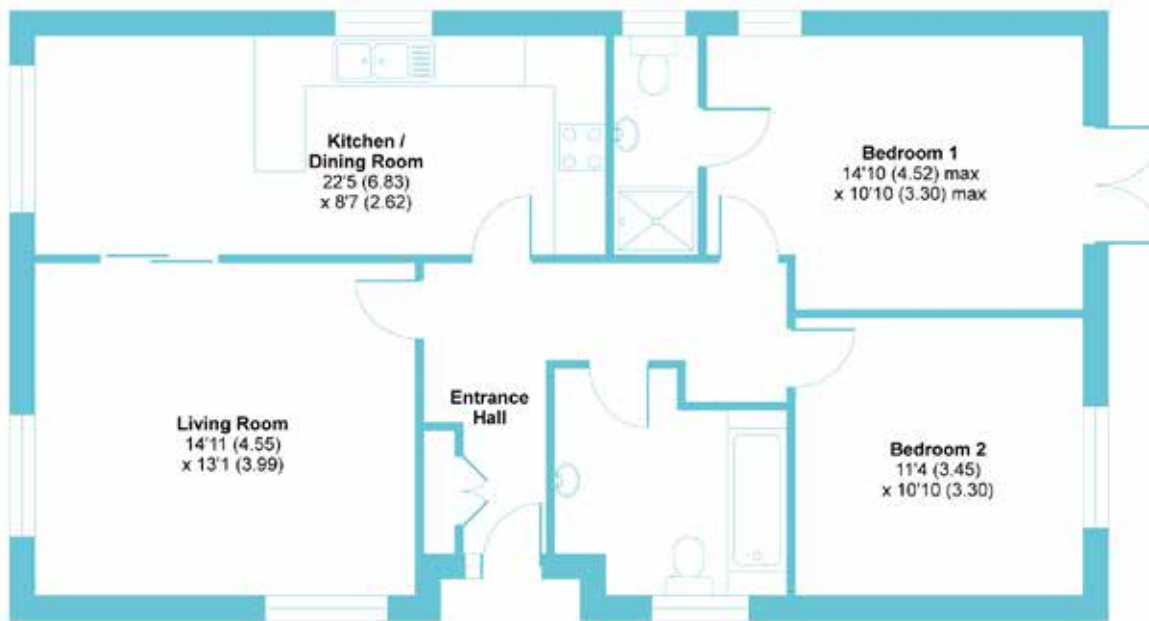 Kitchen /
Dining Room
22'5 (6.83)
x 8'7 (2.62)
Bedroom 1
14'10 (4.52) max
x 10'10 (3.30) max
Living Room
14'11 (4.55)
x 13'1 (3.99)
Entrance
Hall
Bedroom 2
11'4 (3.45)
x 10'10 (3.30)